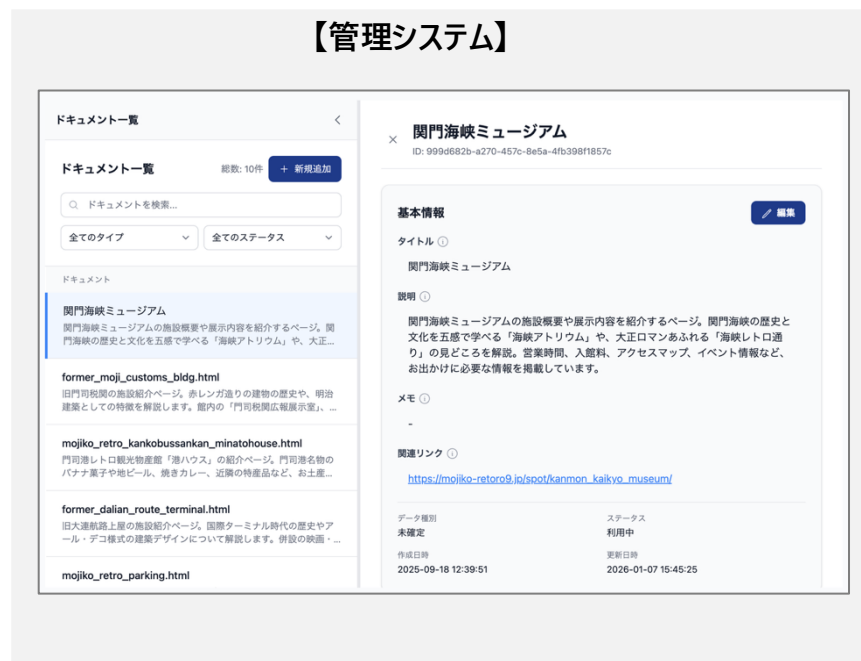 【管理システム】
ドキュメント一覧
ドキュメント一覧
総数: 10件
＋ 新規追加
ドキュメントを検索...
全てのタイプ
全てのステータス
ドキュメント
関門海峡ミュージアム
関門海峡ミュージアムの施設概要や展示内容を紹介するページ。関
門海峡の歴史と文化を五感で学べる「海峡アトリウム」や、大正...
former_moji_customs_bldg.html
旧門司税関の施設紹介ページ。赤レンガ造りの建物の歴史や、明治
建築としての特徴を解説します。館内の「門司税関広報展示室」、...
mojiko_retro_kankobussankan_minatohouse.html
門司港レトロ観光物産館「港ハウス」の紹介ページ。門司港名物の
バナナ菓子や地ビール、焼きカレー、近隣の特産品など、お土産...
former_dalian_route_terminal.html
旧大連航路上屋の施設紹介ページ。国際ターミナル時代の歴史やア
ール・デコ様式の建築デザインについて解説します。併設の映画・...
mojiko_retro_parking.html
関門海峡ミュージアム
ID: 999d682b-a270-457c-8e5a-4fb398f1857c
基本情報
編集
タイトル
関門海峡ミュージアム
説明
関門海峡ミュージアムの施設概要や展示内容を紹介するページ。関門海峡の歴史と
文化を五感で学べる「海峡アトリウム」や、大正ロマンあふれる「海峡レトロ通
り」の見どころを解説。営業時間、入館料、アクセスマップ、イベント情報など、
お出かけに必要な情報を掲載しています。
メモ
-
関連リンク
https://mojiko-retoro9.jp/spot/kanmon_kaikyo_museum/
データ種別
未確定
ステータス
利用中
作成日時
2025-09-18 12:39:51
更新日時
2026-01-07 15:45:25